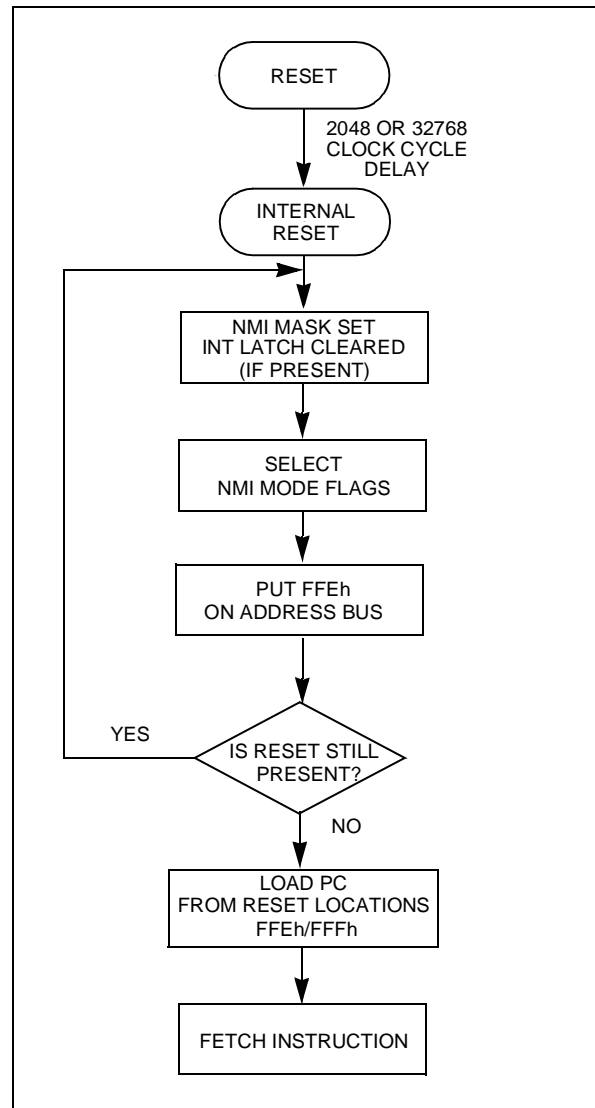 RESET
2048 OR 32768
CLOCK CYCLE
DELAY
INTERNAL
RESET
NMI MASK SET
INT LATCH CLEARED
(IF PRESENT)
SELECT
NMI MODE FLAGS
PUT FFEh
ON ADDRESS BUS
YES
IS RESET STILL
PRESENT?
NO
LOAD PC
FROM RESET LOCATIONS
FFEh/FFFh
FETCH INSTRUCTION